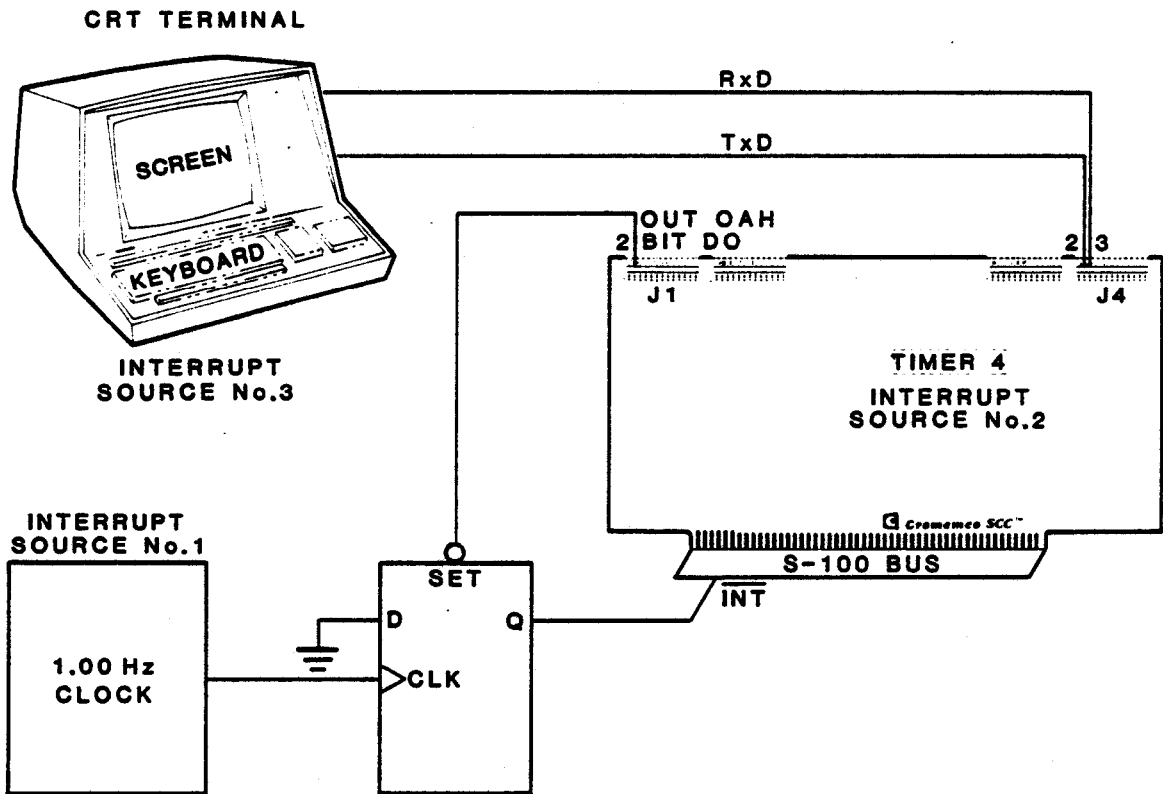 CRT TERMINAL
RxD
TxD
SCREEN
KEYBOARD
OUT OAH
2 BIT DO
2 3
J1
J4
INTERRUPT
SOURCE No.3
TIMER 4
INTERRUPT
SOURCE No.2
Cromemco SCC™
S-100 BUS
INT
INTERRUPT
SOURCE No.1
1.00 Hz
CLOCK
SET
D
Q
CLK